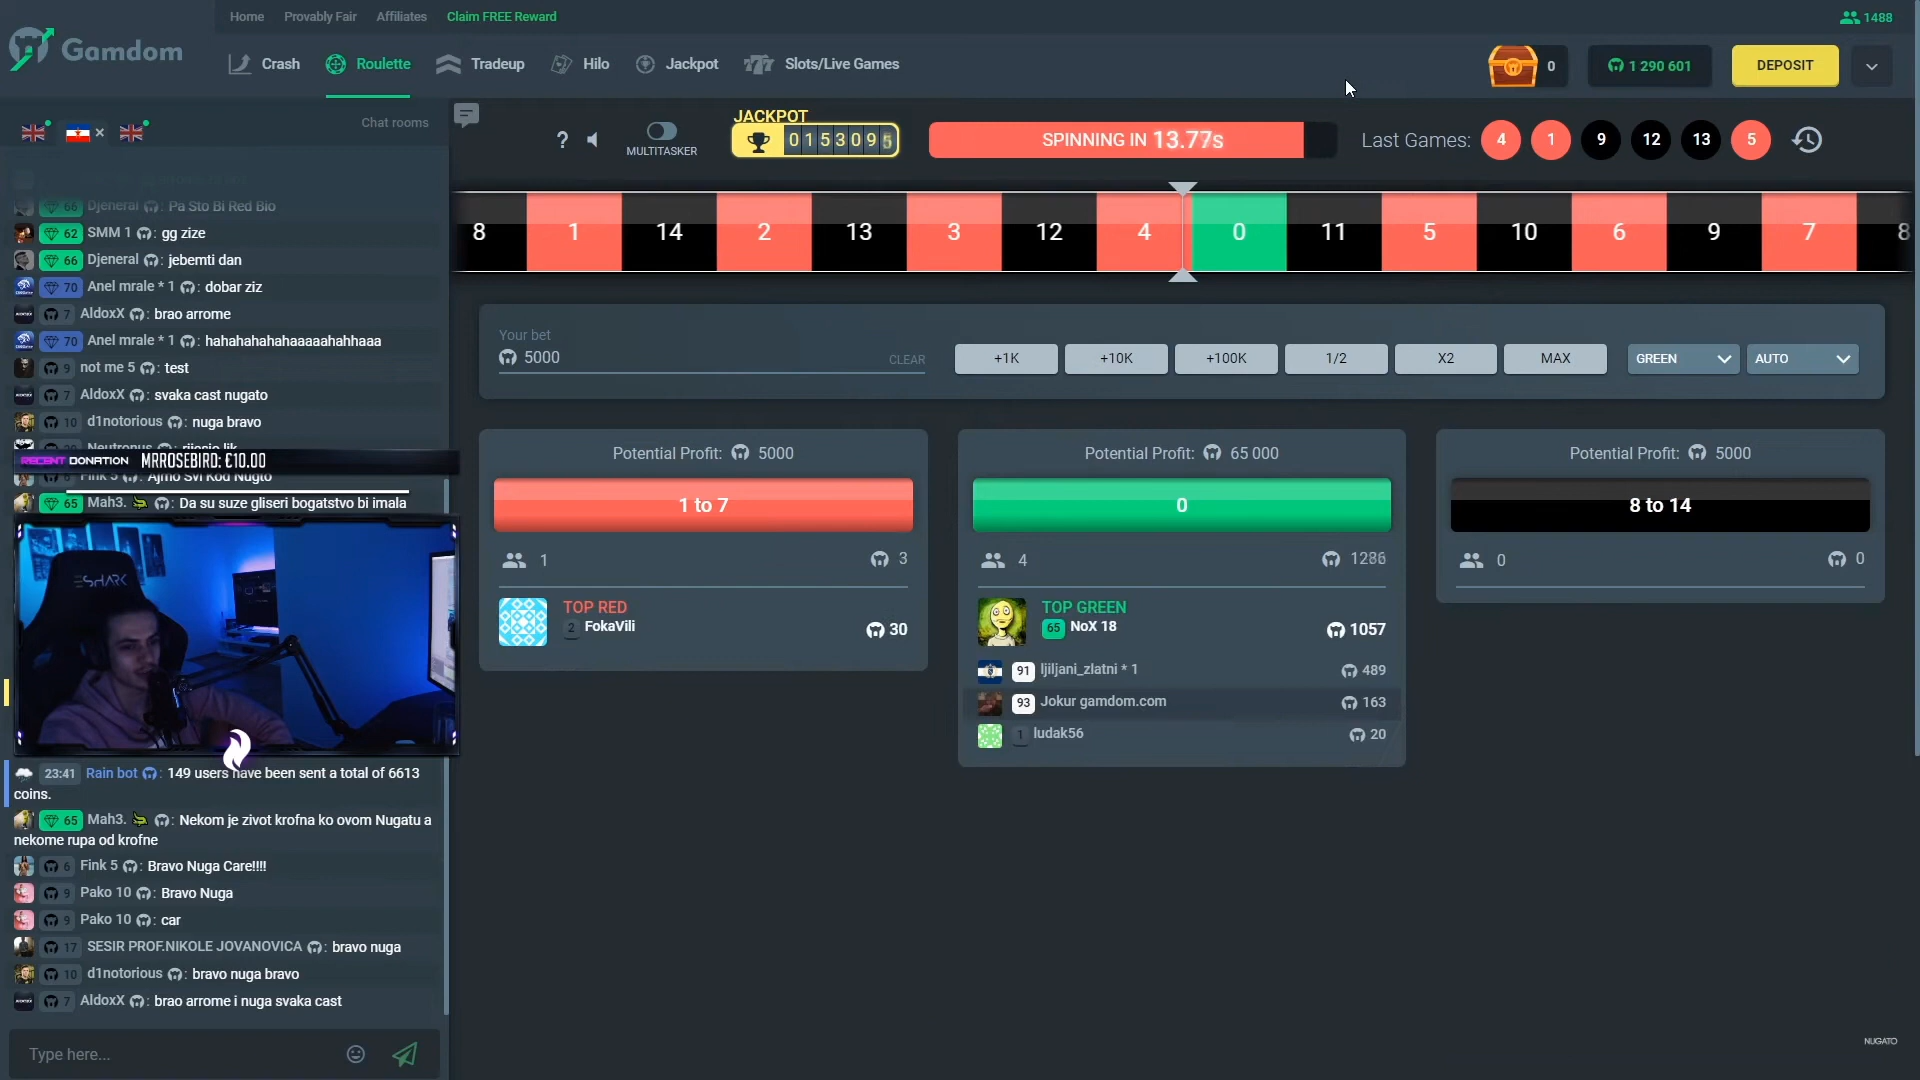 Home Provably Fair Affiliates Claim FREE Reward
1488
Gamdom
Crash Roulette Tradeup Hilo Jackpot Slots/Live Games
0
1 290 601
DEPOSIT
Chat rooms
?
MULTITASKER
JACKPOT
015309
SPINNING IN 13.77s
Last Games: 4 1 9 12 13 5
8 1 14 2 13 3 12 4 0 11 5 10 6 9 7 8
Your bet
5000
CLEAR
+1K +10K +100K 1/2 X2 MAX GREEN AUTO
Potential Profit: 5000
1 to 7
1
3
TOP RED
2 FokaVili
30
Potential Profit: 65 000
0
4
TOP GREEN
65 NoX 18
1057
91 ljiljani_zlatni * 1 489
93 Jokur gamdom.com 163
1 ludak56 20
Potential Profit: 5000
8 to 14
0
0
66 Djeneral : Pa Sto Bi Red Bio
62 SMM 1 : gg zize
66 Djeneral : jebemti dan
70 Anel mrale * 1 : dobar ziz
7 AldoxX : brao arrome
70 Anel mrale * 1 : hahahahahahaaaaahahhaaa
9 not me 5 : test
7 AldoxX : svaka cast nugato
10 d1notorious : nuga bravo
RECENT DONATION MRROSEBIRD: €10.00
Fink 5 : Ajmo Svi Kod Nugto
65 Mah3. : Da su suze gliseri bogatstvo bi imala
ESHARK
23:41 Rain bot : 149 users have been sent a total of 6613
coins.
65 Mah3. : Nekom je zivot krofna ko ovom Nugatu a
nekome rupa od krofne
6 Fink 5 : Bravo Nuga Care!!!!
9 Pako 10 : Bravo Nuga
9 Pako 10 : car
17 SESIR PROF.NIKOLE JOVANOVICA : bravo nuga
10 d1notorious : bravo nuga bravo
7 AldoxX : brao arrome i nuga svaka cast
Type here...
NUGATO